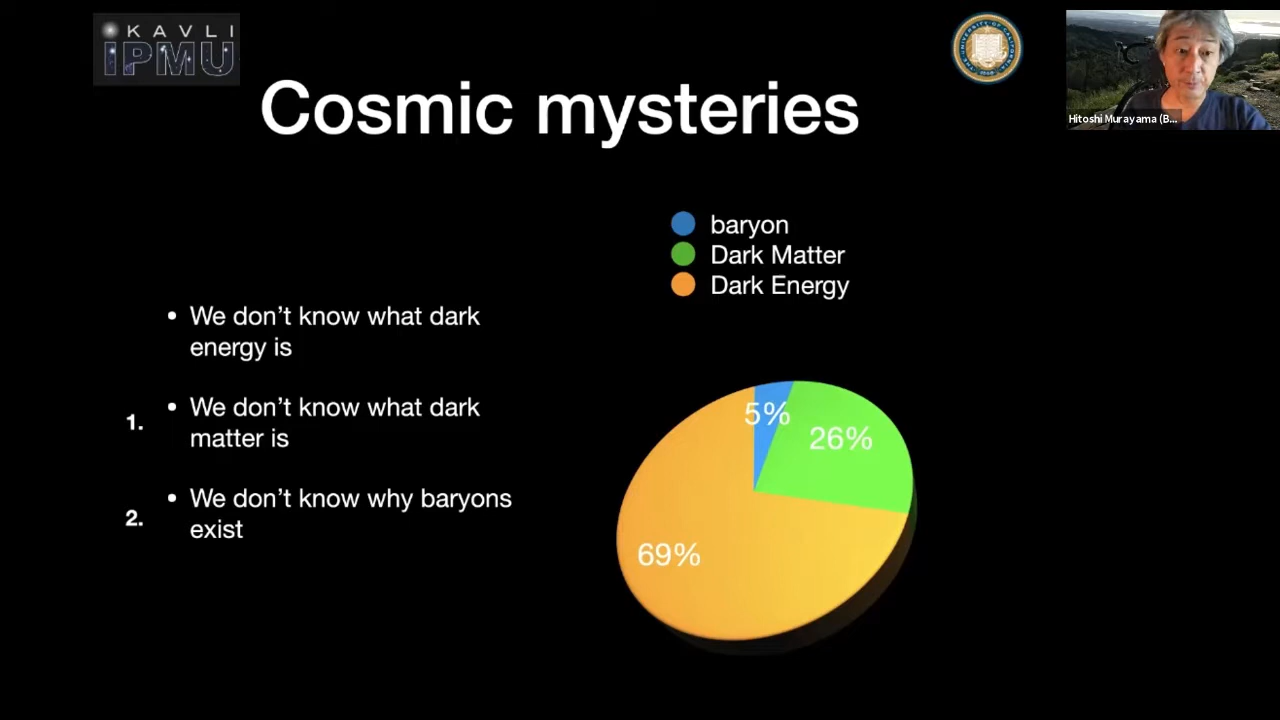 KAVLI
IPMU
Cosmic mysteries
Hitoshi Murayama (B...
baryon
Dark Matter
Dark Energy
• We don’t know what dark
energy is
1. • We don’t know what dark
matter is
2. • We don’t know why baryons
exist
5%
26%
69%